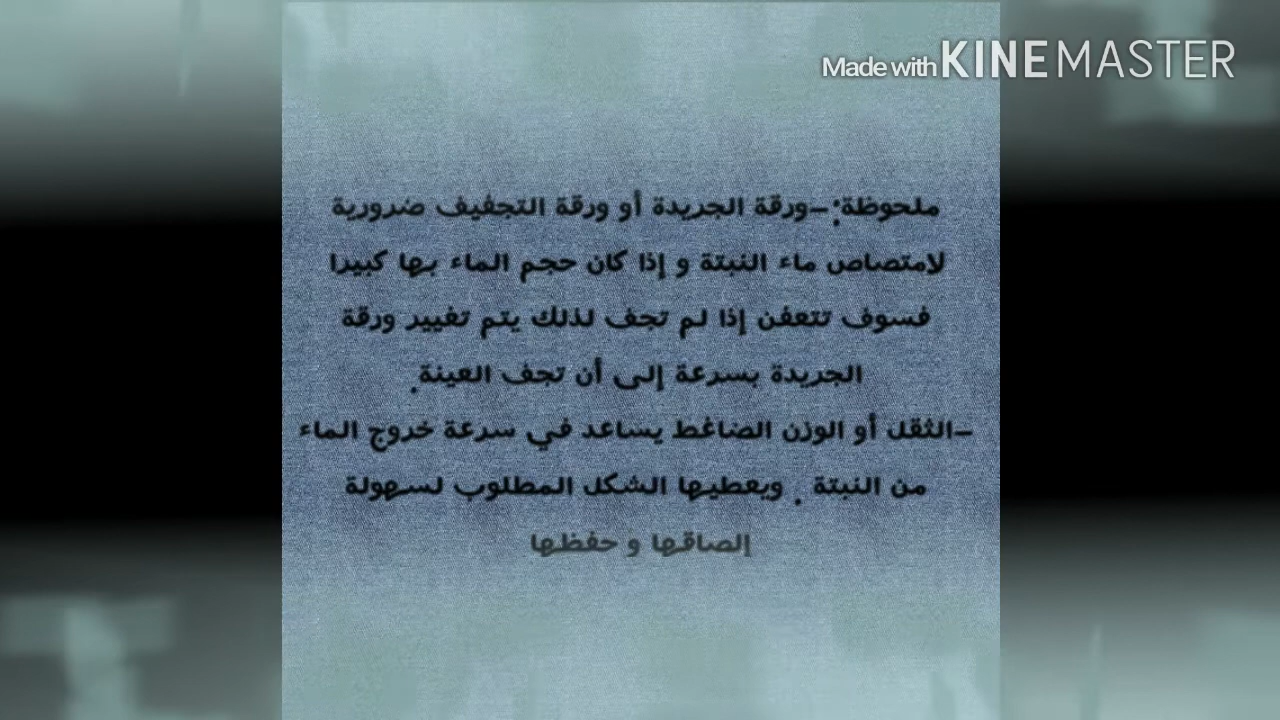 Made with KINEMASTER
ملحوظة:-ورقة الجريدة أو ورقة التجفيف ضرورية
لامتصاص ماء النبتة و إذا كان حجم الماء بها كبيرا
فسوف تتعفن إذا لم تجف لذلك يتم تغيير ورقة
الجريدة بسرعة إلى أن تجف العينة.
-الثقل أو الوزن الضاغط يساعد في سرعة خروج الماء
من النبتة . ويعطيها الشكل المطلوب لسهولة
إلصاقها و حفظها